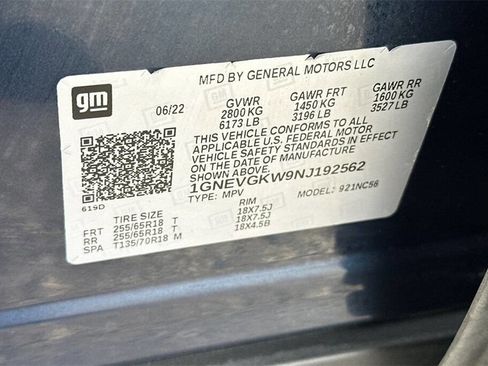 gm
MFD BY GENERAL MOTORS LLC
06/22 GVWR GAWR FRT GAWR RR
2800 KG 1450 KG 1600 KG
6173 LB 3196 LB 3527 LB
THIS VEHICLE CONFORMS TO ALL
APPLICABLE U.S. FEDERAL MOTOR
VEHICLE SAFETY STANDARDS IN EFFECT
ON THE DATE OF MANUFACTURE SHOWN ABOVE.
1GNEVGKW9NJ192562
619D TYPE: MPV MODEL: 921NC56
TIRE SIZE RIM
FRT 255/65R18 T 18X7.5J
RR 255/65R18 T 18X7.5J
SPA T135/70R18 M 18X4.5B